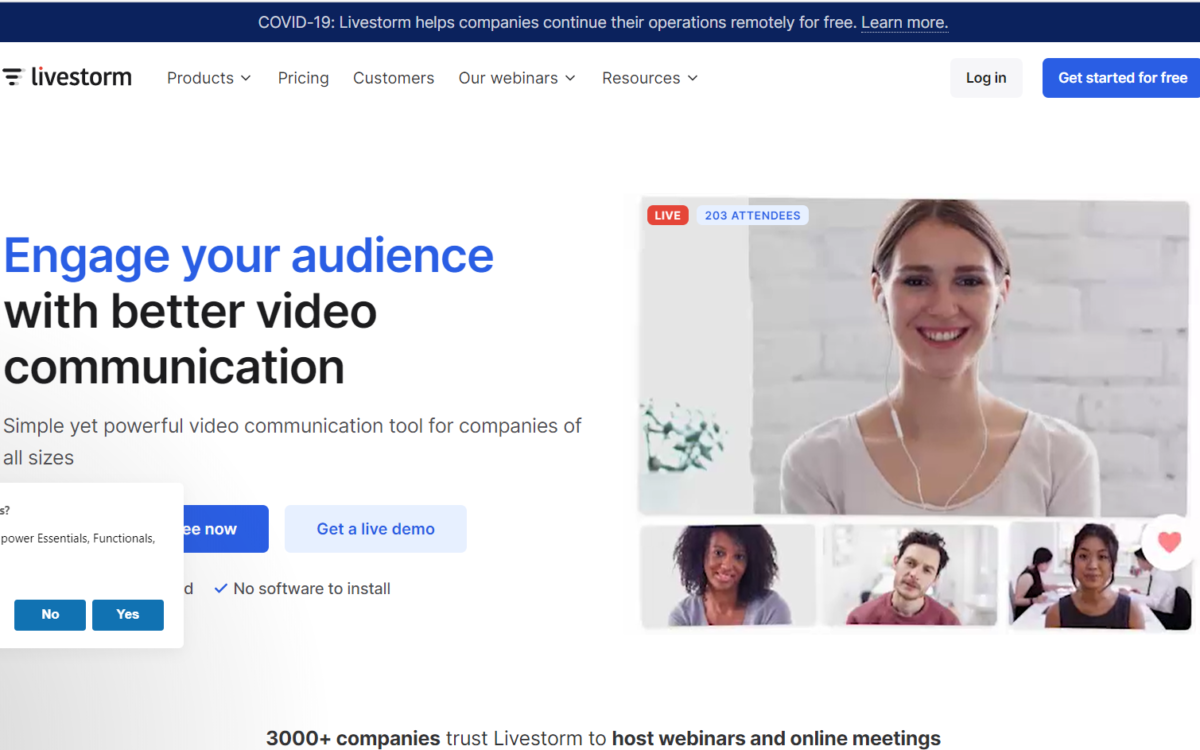 COVID-19: Livestorm helps companies continue their operations remotely for free. Learn more.
livestorm Products Pricing Customers Our webinars Resources Log in Get started for free
LIVE 203 ATTENDEES
Engage your audience
with better video
communication
Simple yet powerful video communication tool for companies of
all sizes
s?
power Essentials, Functionals,
No Yes
ee now Get a live demo
d ✓ No software to install
3000+ companies trust Livestorm to host webinars and online meetings